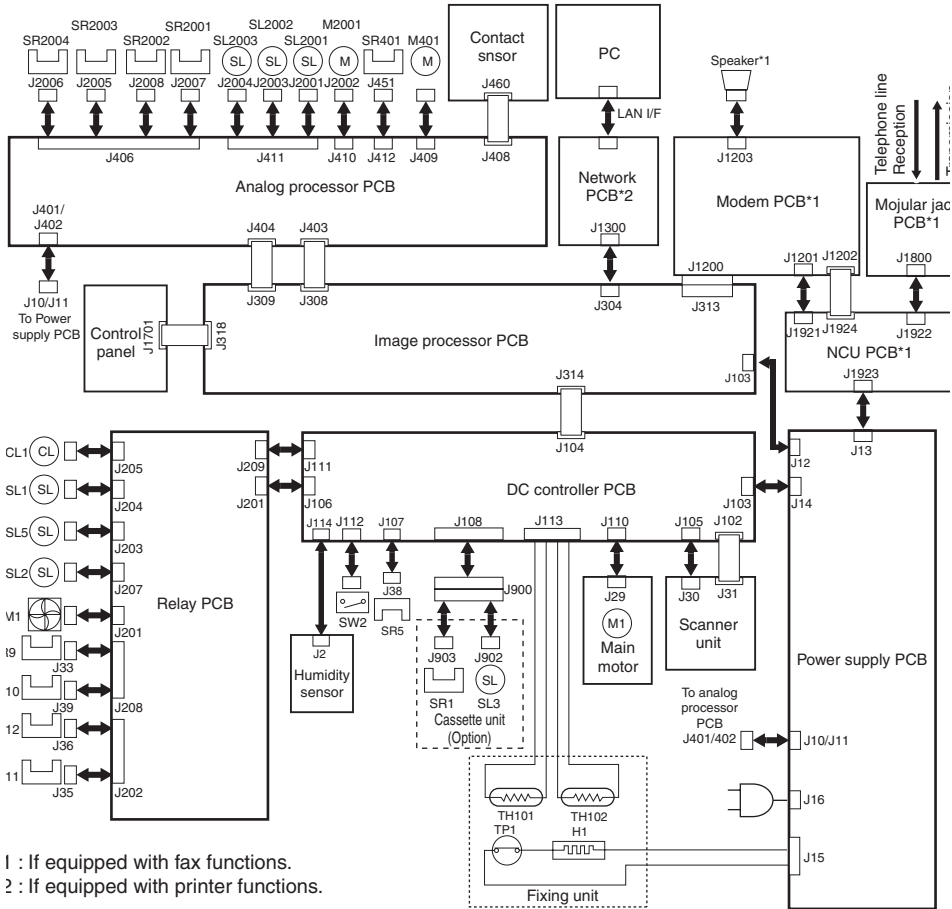 SR2004
SR2003
SR2002
SR2001
SL2003
SL2002
SL2001
M2001
SR401
M401
SL
SL
SL
M
M
J2006
J2005
J2008
J2007
J2004
J2003
J2001
J2002
J451
J406
J411
J410
J412
J409
J408
Contact
snsor
J460
PC
LAN I/F
Speaker*1
J1203
Telephone line
Reception
Analog processor PCB
J401/
J402
J10/J11
To Power
supply PCB
J404
J403
J309
J308
Network
PCB*2
J1300
J304
Modem PCB*1
J1200
J313
J1201
J1202
J1921
J1924
Mojular jac
PCB*1
J1800
J1922
NCU PCB*1
J1923
J13
Control
panel
J1701
J318
Image processor PCB
J103
J314
J104
CL1
CL
J205
SL1
SL
J204
SL5
SL
J203
SL2
SL
J207
M1
J201
J33
10
J39
J208
12
J36
11
J35
J202
Relay PCB
J209
J201
J111
J106
DC controller PCB
J103
J12
J14
J114
J112
J107
J108
J113
J110
J105
J102
J2
Humidity
sensor
SW2
J38
SR5
J900
J903
J902
SL
SR1
SL3
Cassette unit
(Option)
J29
M1
Main
motor
J30
J31
Scanner
unit
Power supply PCB
To analog
processor
PCB
J401/402
J10/J11
J16
J15
TH101
TH102
TP1
H1
Fixing unit
1 : If equipped with fax functions.
2 : If equipped with printer functions.